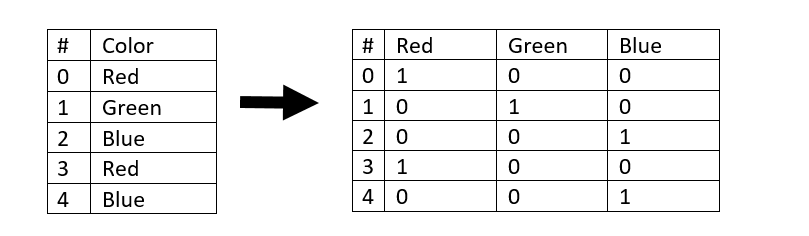 # Color
0 Red
1 Green
2 Blue
3 Red
4 Blue
# Red Green Blue
0 1 0 0
1 0 1 0
2 0 0 1
3 1 0 0
4 0 0 1